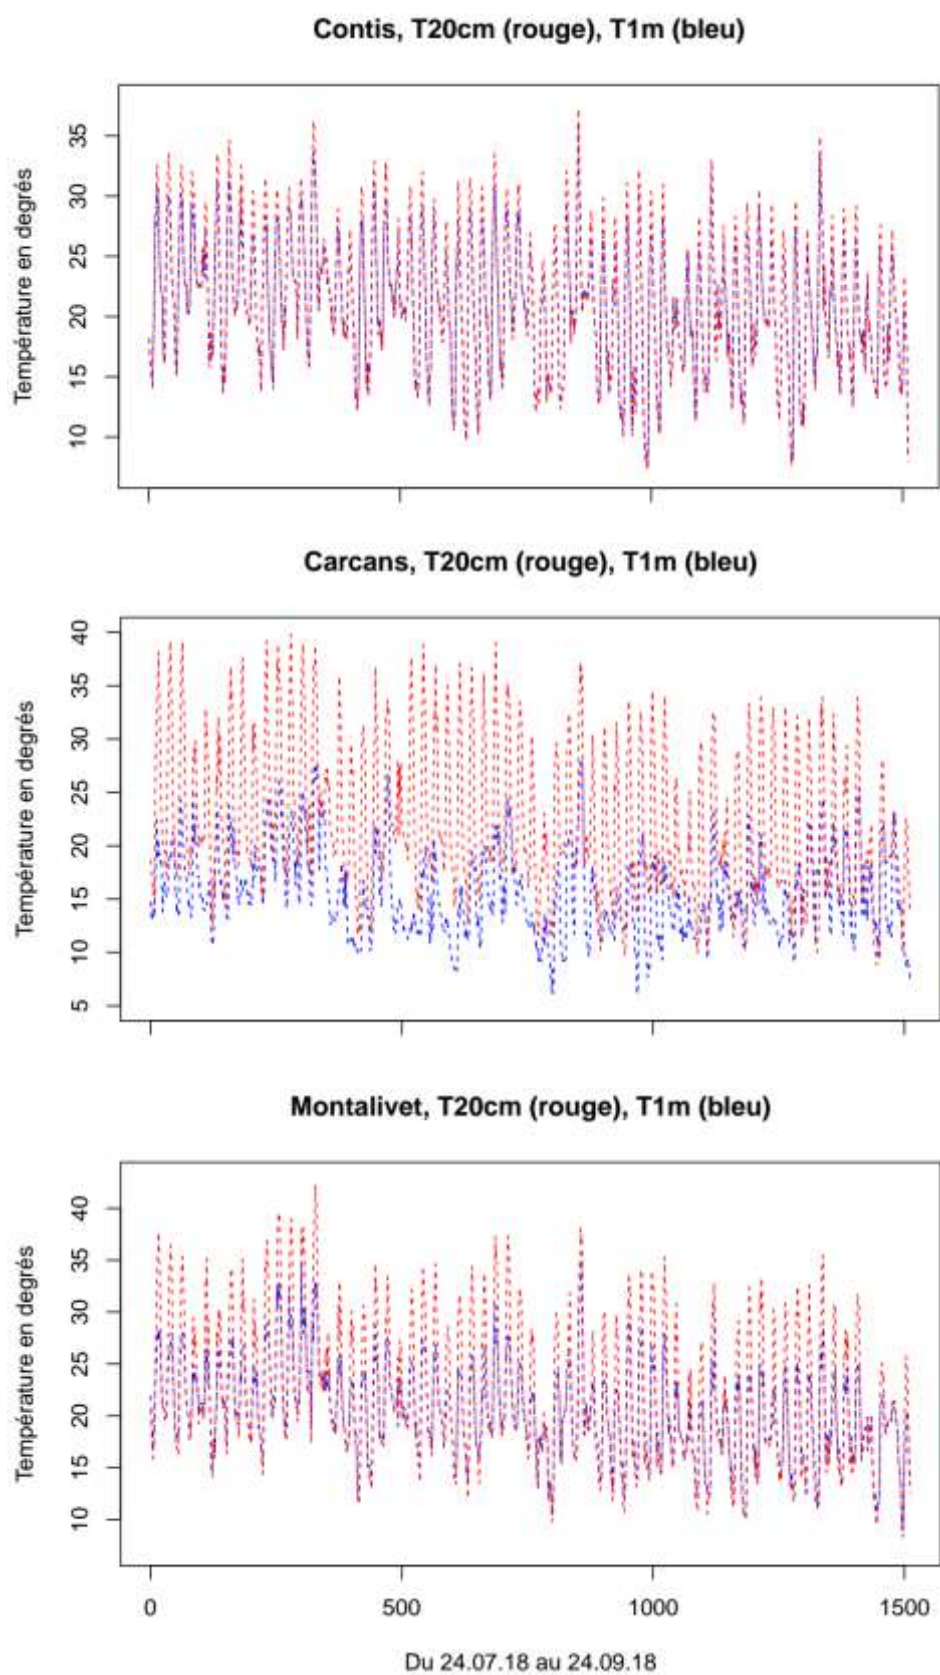 Contis, T20cm (rouge), T1m (bleu)
Température en degrés
35
30
25
20
15
10
Carcans, T20cm (rouge), T1m (bleu)
Température en degrés
40
35
30
25
20
15
10
5
Montalivet, T20cm (rouge), T1m (bleu)
Température en degrés
40
35
30
25
20
15
10
0 500 1000 1500
Du 24.07.18 au 24.09.18